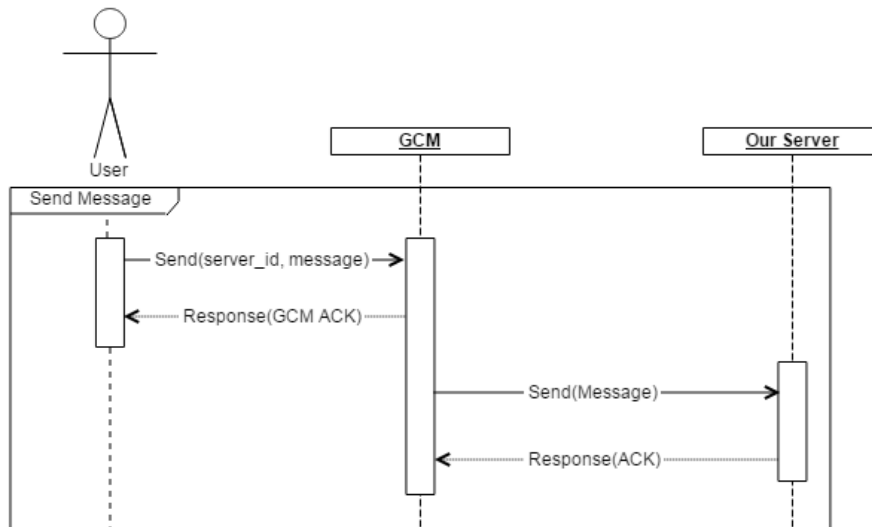 User
GCM
Our Server
Send Message
Send(server_id, message)
Response(GCM ACK)
Send(Message)
Response(ACK)